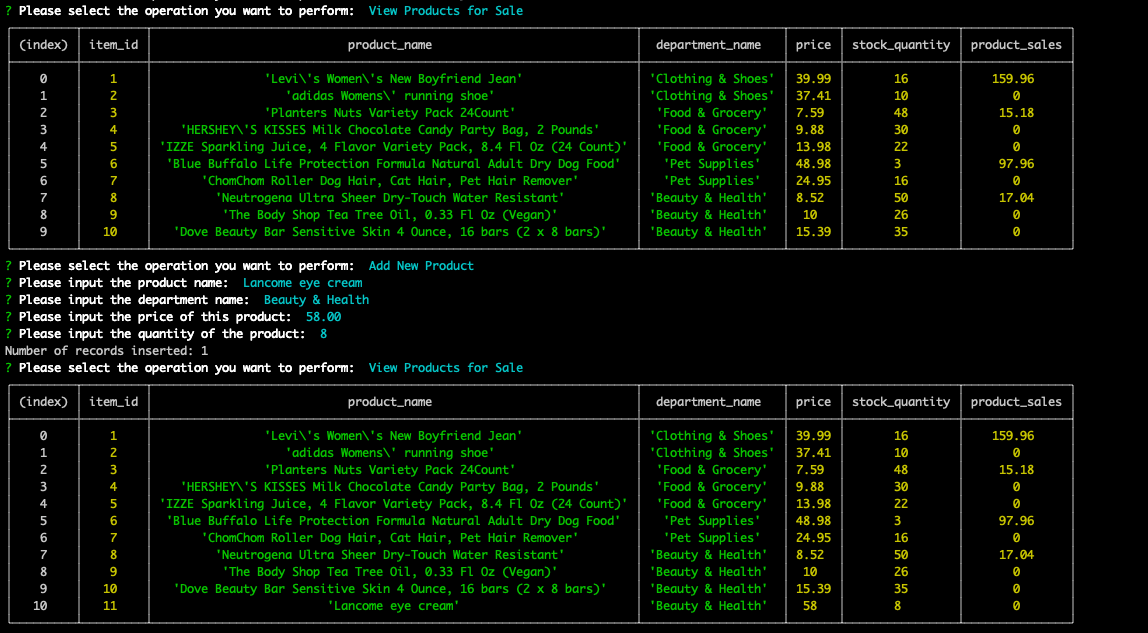 ? Please select the operation you want to perform: View Products for Sale
(index) item_id product_name department_name price stock_quantity product_sales
0 1 'Levi\'s Women\'s New Boyfriend Jean' 'Clothing & Shoes' 39.99 16 159.96
1 2 'adidas Womens\' running shoe' 'Clothing & Shoes' 37.41 10 0
2 3 'Planters Nuts Variety Pack 24Count' 'Food & Grocery' 7.59 48 15.18
3 4 'HERSHEY\'S KISSES Milk Chocolate Candy Party Bag, 2 Pounds' 'Food & Grocery' 9.88 30 0
4 5 'IZZE Sparkling Juice, 4 Flavor Variety Pack, 8.4 Fl Oz (24 Count)' 'Food & Grocery' 13.98 22 0
5 6 'Blue Buffalo Life Protection Formula Natural Adult Dry Dog Food' 'Pet Supplies' 48.98 3 97.96
6 7 'ChomChom Roller Dog Hair, Cat Hair, Pet Hair Remover' 'Pet Supplies' 24.95 16 0
7 8 'Neutrogena Ultra Sheer Dry-Touch Water Resistant' 'Beauty & Health' 8.52 50 17.04
8 9 'The Body Shop Tea Tree Oil, 0.33 Fl Oz (Vegan)' 'Beauty & Health' 10 26 0
9 10 'Dove Beauty Bar Sensitive Skin 4 Ounce, 16 bars (2 x 8 bars)' 'Beauty & Health' 15.39 35 0
? Please select the operation you want to perform: Add New Product
? Please input the product name: Lancome eye cream
? Please input the department name: Beauty & Health
? Please input the price of this product: 58.00
? Please input the quantity of the product: 8
Number of records inserted: 1
? Please select the operation you want to perform: View Products for Sale
(index) item_id product_name department_name price stock_quantity product_sales
0 1 'Levi\'s Women\'s New Boyfriend Jean' 'Clothing & Shoes' 39.99 16 159.96
1 2 'adidas Womens\' running shoe' 'Clothing & Shoes' 37.41 10 0
2 3 'Planters Nuts Variety Pack 24Count' 'Food & Grocery' 7.59 48 15.18
3 4 'HERSHEY\'S KISSES Milk Chocolate Candy Party Bag, 2 Pounds' 'Food & Grocery' 9.88 30 0
4 5 'IZZE Sparkling Juice, 4 Flavor Variety Pack, 8.4 Fl Oz (24 Count)' 'Food & Grocery' 13.98 22 0
5 6 'Blue Buffalo Life Protection Formula Natural Adult Dry Dog Food' 'Pet Supplies' 48.98 3 97.96
6 7 'ChomChom Roller Dog Hair, Cat Hair, Pet Hair Remover' 'Pet Supplies' 24.95 16 0
7 8 'Neutrogena Ultra Sheer Dry-Touch Water Resistant' 'Beauty & Health' 8.52 50 17.04
8 9 'The Body Shop Tea Tree Oil, 0.33 Fl Oz (Vegan)' 'Beauty & Health' 10 26 0
9 10 'Dove Beauty Bar Sensitive Skin 4 Ounce, 16 bars (2 x 8 bars)' 'Beauty & Health' 15.39 35 0
10 11 'Lancome eye cream' 'Beauty & Health' 58 8 0